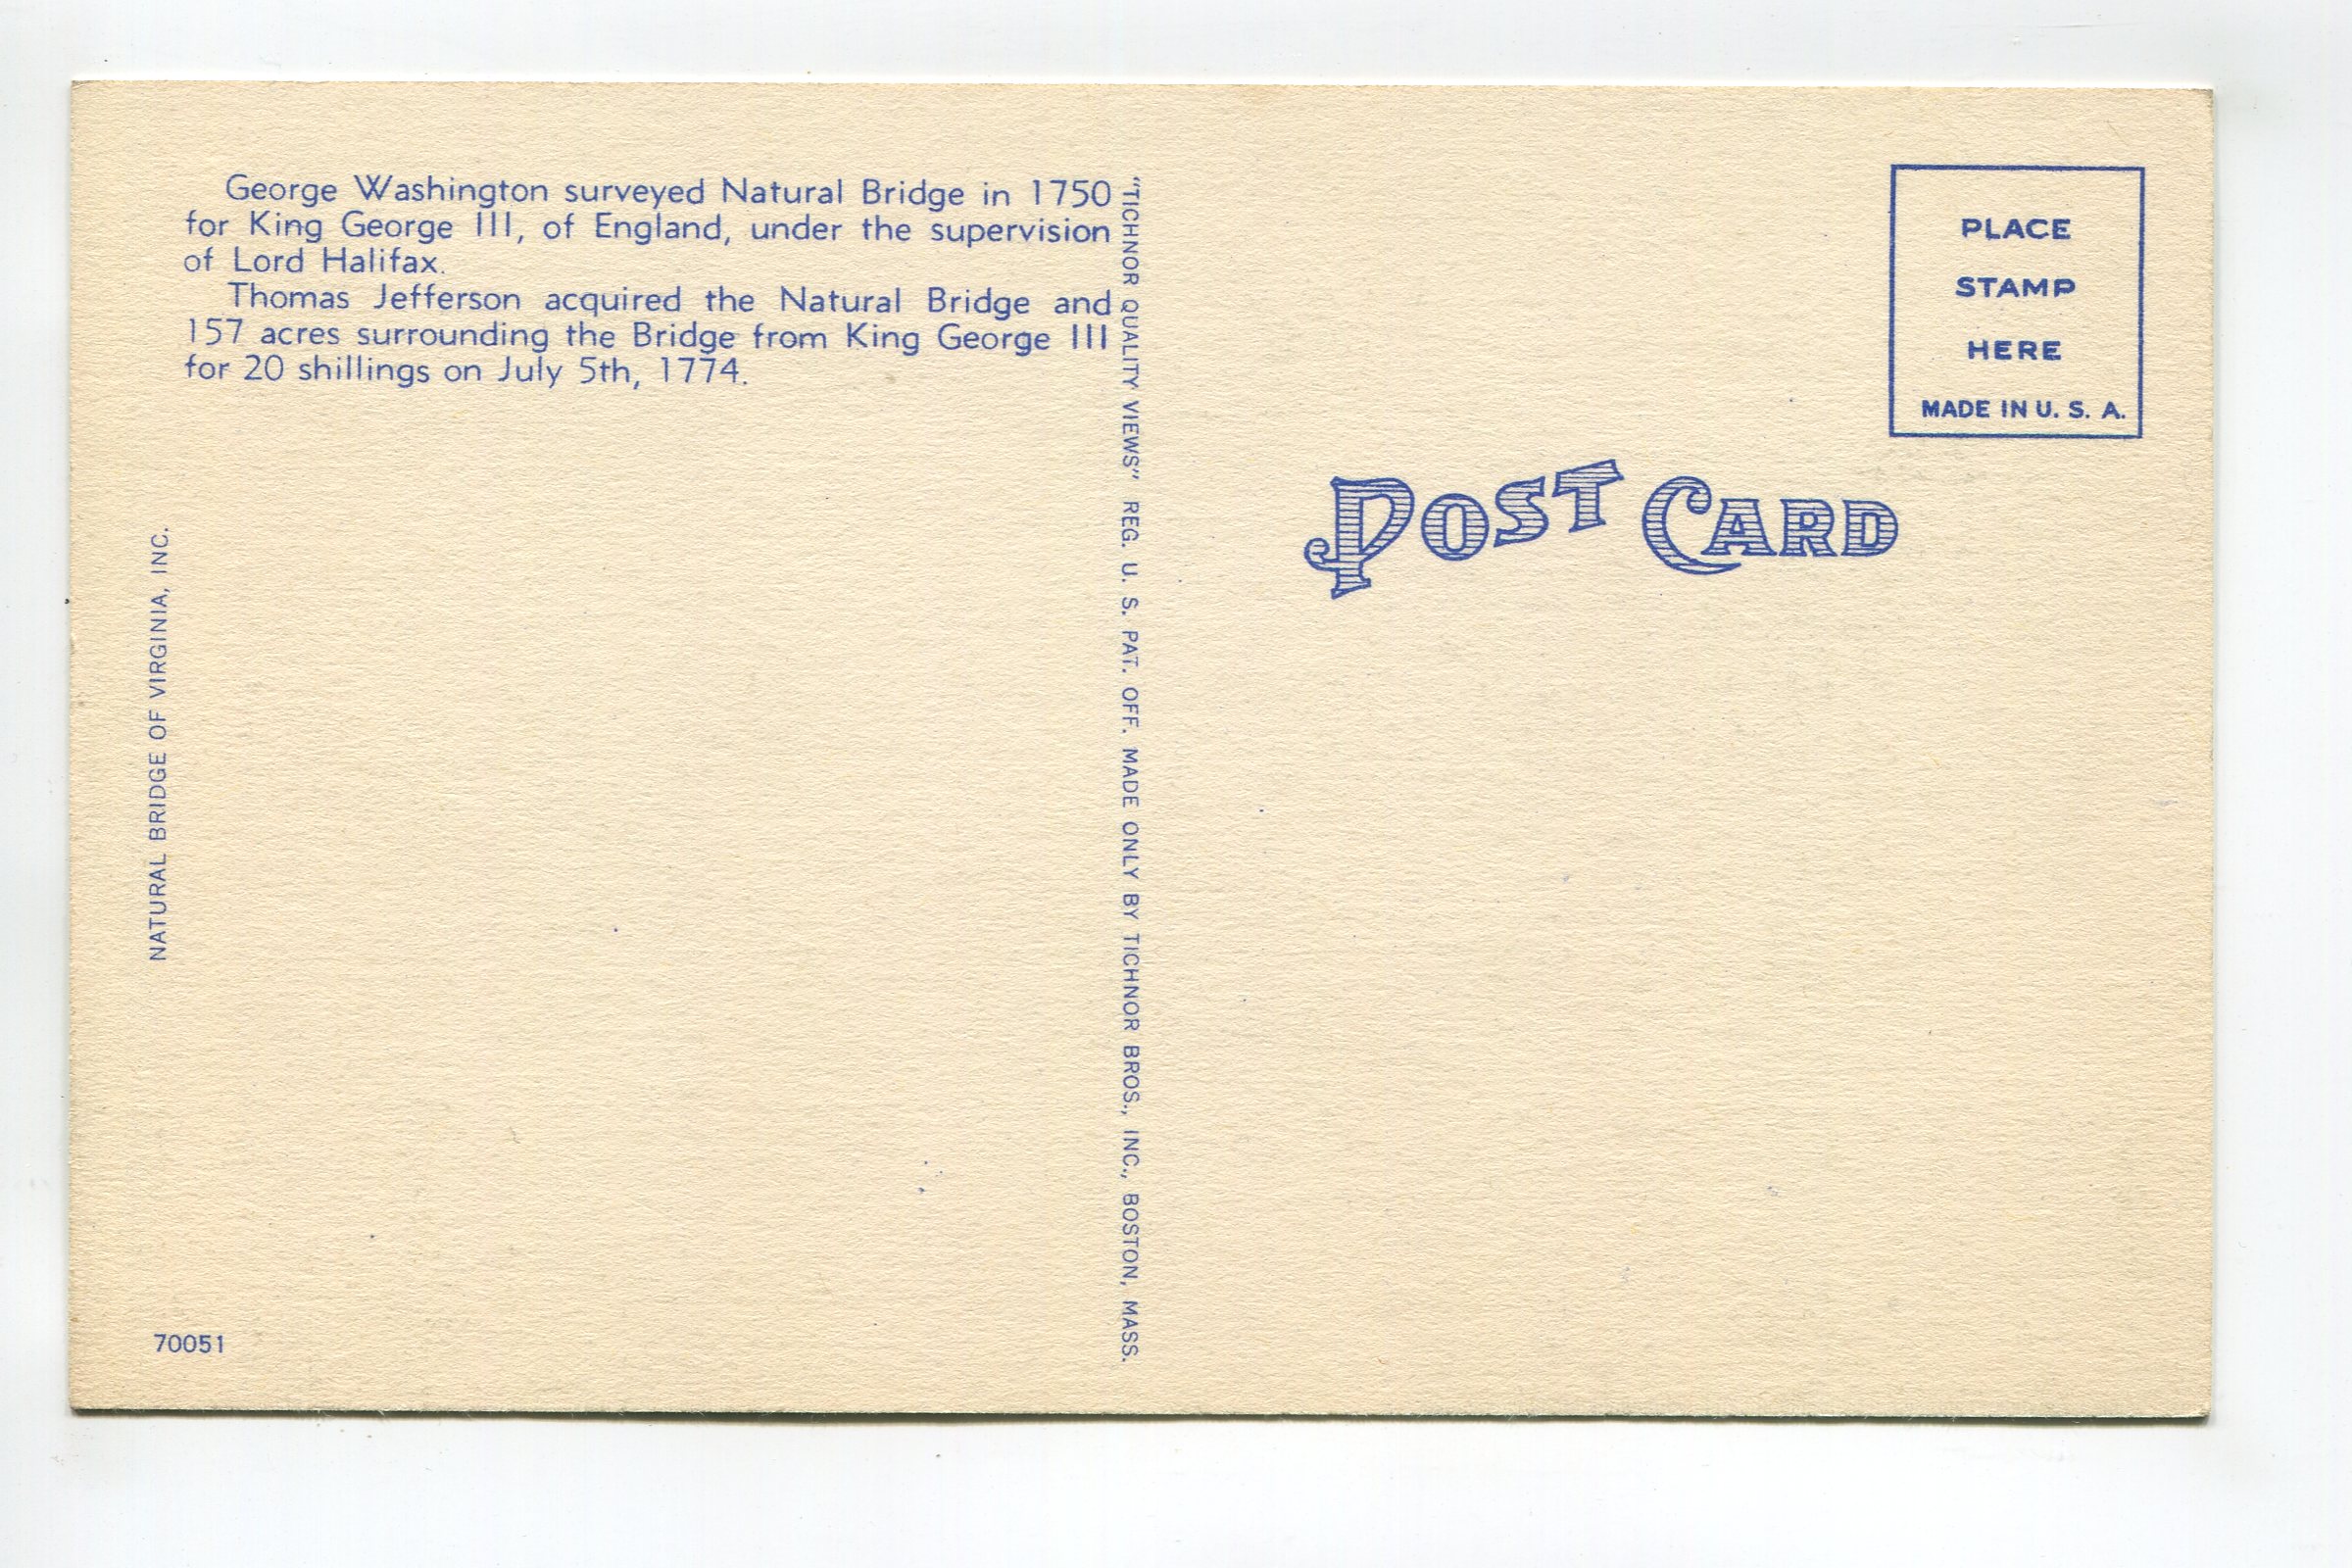 George Washington surveyed Natural Bridge in 1750
for King George III, of England, under the supervision
of Lord Halifax.
Thomas Jefferson acquired the Natural Bridge and
157 acres surrounding the Bridge from King George III
for 20 shillings on July 5th, 1774.
NATURAL BRIDGE OF VIRGINIA, INC.
70051
"TICHNOR QUALITY VIEWS" REG. U. S. PAT. OFF. MADE ONLY BY TICHNOR BROS., INC., BOSTON, MASS.
PLACE
STAMP
HERE
MADE IN U. S. A.
POST CARD